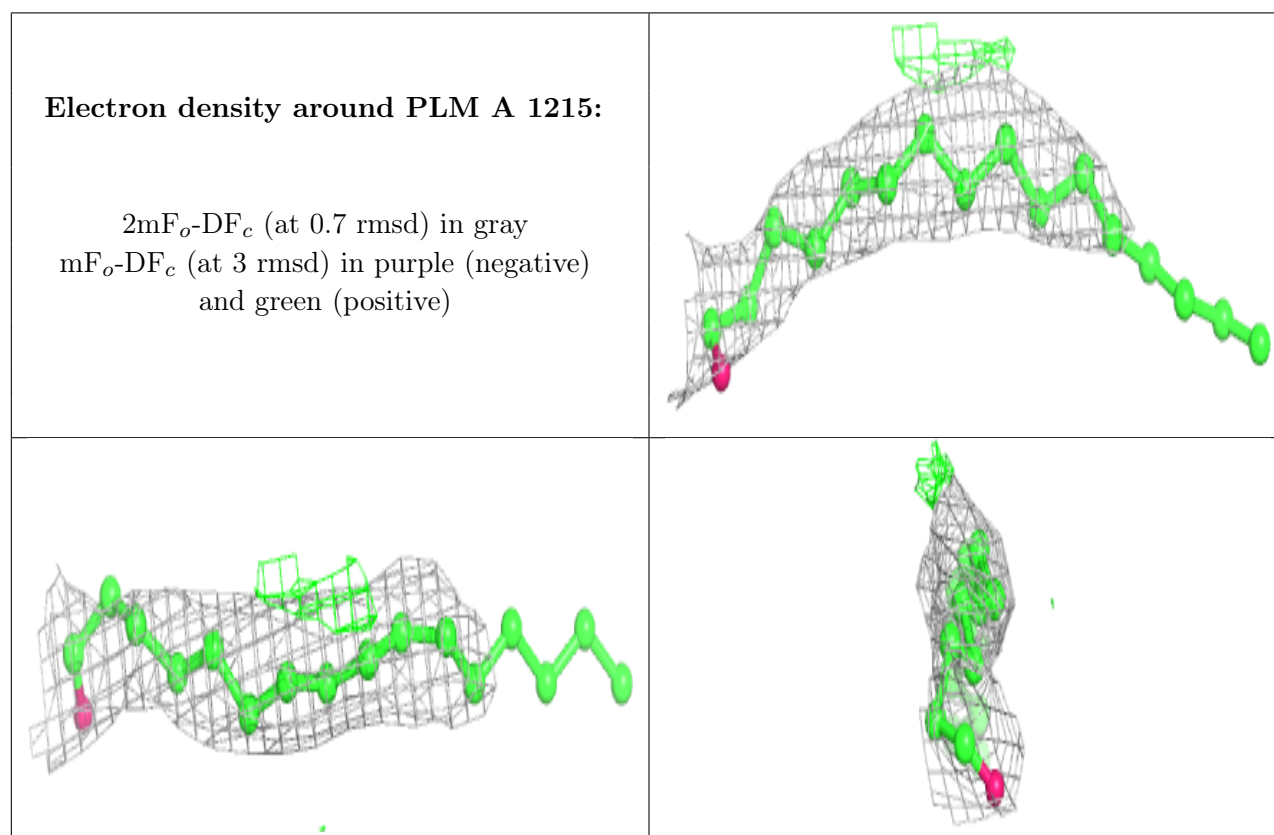 Electron density around PLM A 1215:
2mFo-DFc (at 0.7 rmsd) in gray
mFo-DFc (at 3 rmsd) in purple (negative)
and green (positive)